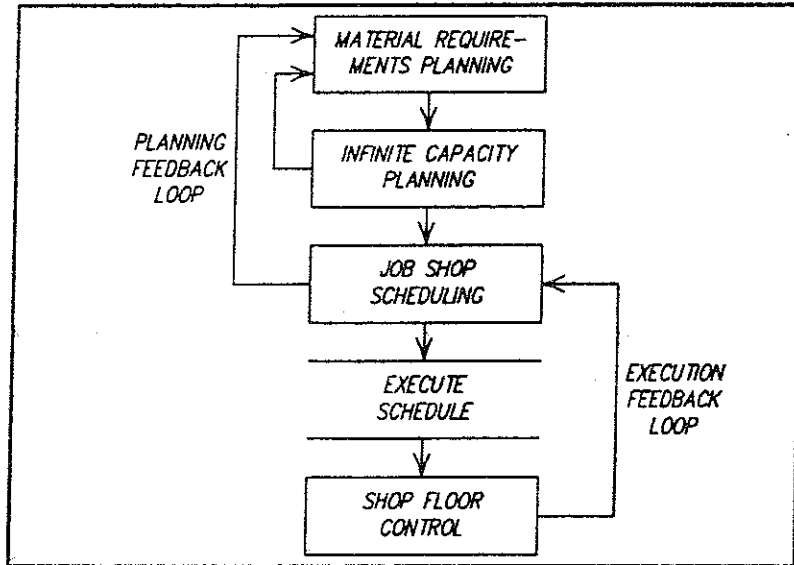 MATERIAL REQUIRE-
MENTS PLANNING
PLANNING
FEEDBACK
LOOP
INFINITE CAPACITY
PLANNING
JOB SHOP
SCHEDULING
EXECUTE
SCHEDULE
EXECUTION
FEEDBACK
LOOP
SHOP FLOOR
CONTROL